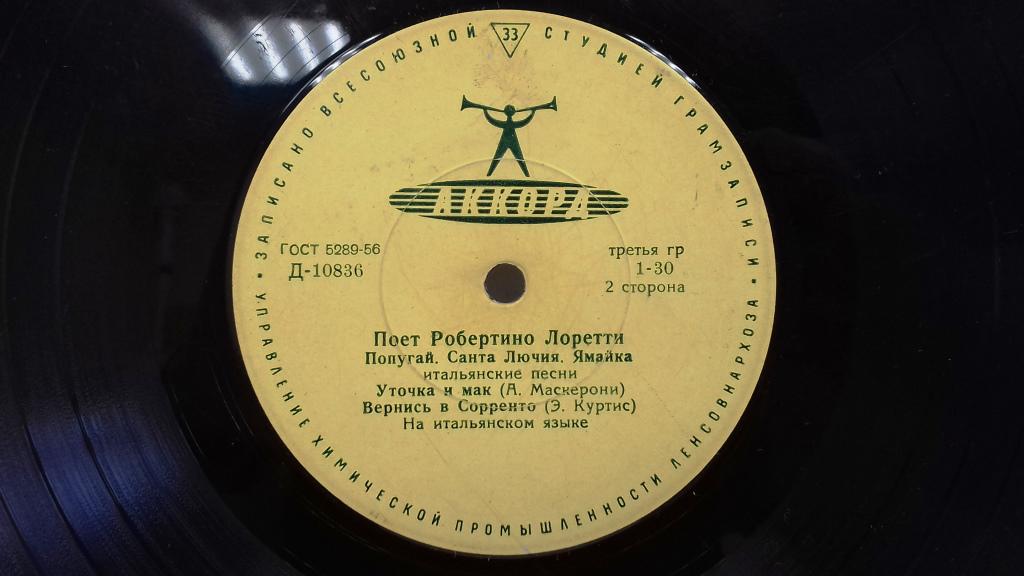 • ЗАПИСАНО ВСЕСОЮЗНОЙ 33 СТУДИЕЙ ГРАМЗАПИСИ •
АККОРД
ГОСТ 5289-56
Д-10836
третья гр
1-30
2 сторона
Поет Робертино Лоретти
Попугай. Санта Лючия. Ямайка
итальянские песни
Уточка и мак (А. Маскерони)
Вернись в Сорренто (Э. Куртис)
На итальянском языке
УПРАВЛЕНИЕ ХИМИЧЕСКОЙ ПРОМЫШЛЕННОСТИ ЛЕНСОВНАРХОЗА